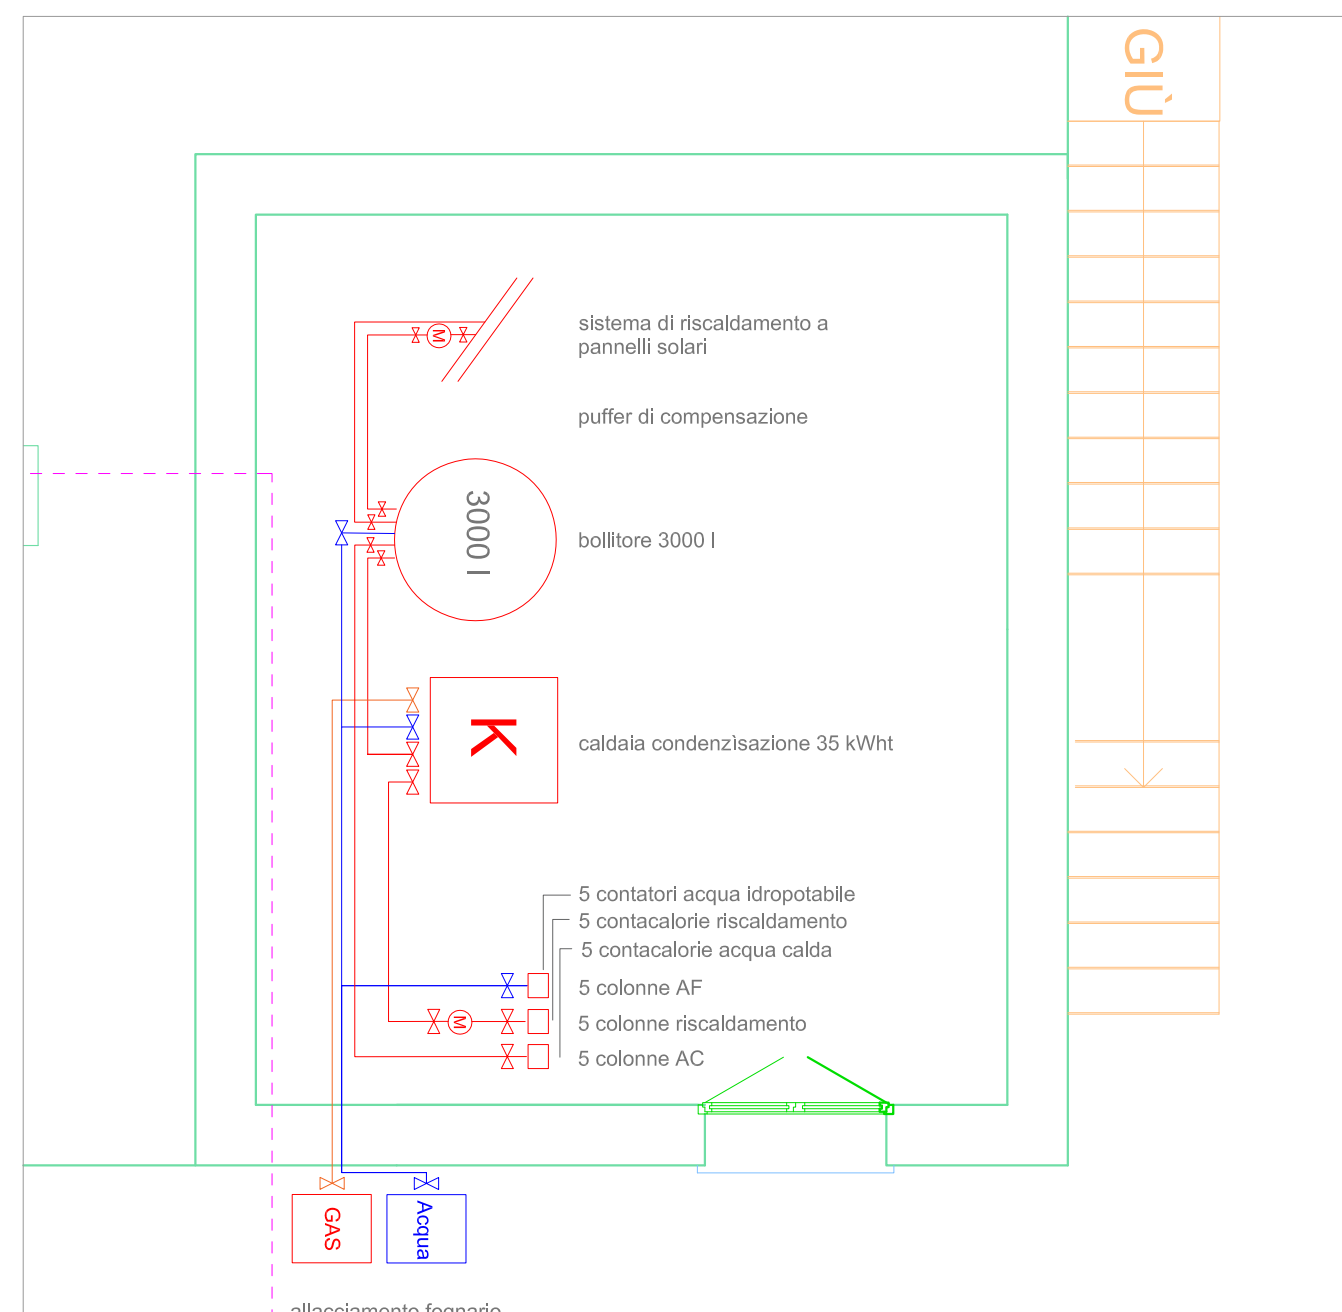 GIÙ
sistema di riscaldamento a
pannelli solari
M
puffer di compensazione
3000 l
bollitore 3000 l
K
caldaia condenzìsazione 35 kWht
5 contatori acqua idropotabile
5 contacalorie riscaldamento
5 contacalorie acqua calda
5 colonne AF
M
5 colonne riscaldamento
5 colonne AC
GAS
Acqua
allacciamento fognario